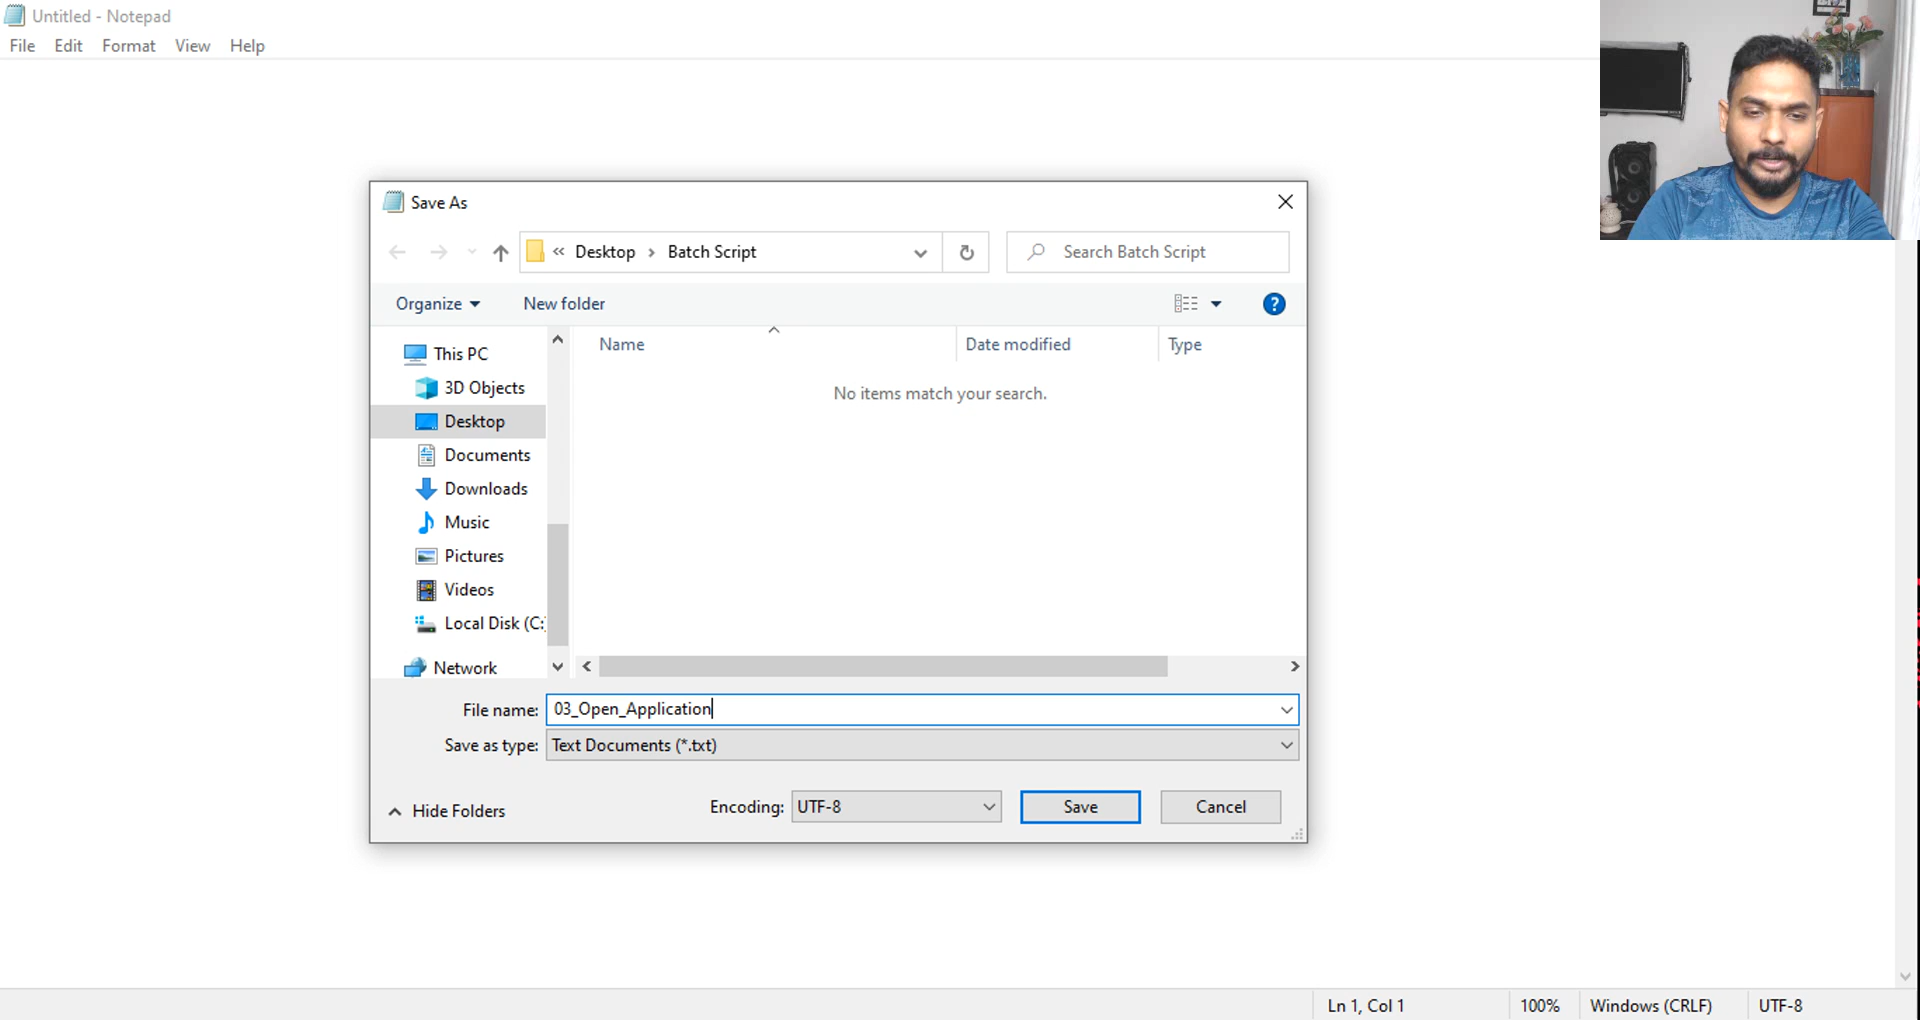 Untitled - Notepad
File Edit Format View Help
Save As
« Desktop › Batch Script
Search Batch Script
Organize New folder
?
Name Date modified Type
No items match your search.
This PC
3D Objects
Desktop
Documents
Downloads
Music
Pictures
Videos
Local Disk (C:)
Network
File name: 03_Open_Application
Save as type: Text Documents (*.txt)
Hide Folders
Encoding: UTF-8 Save Cancel
Ln 1, Col 1 100% Windows (CRLF) UTF-8